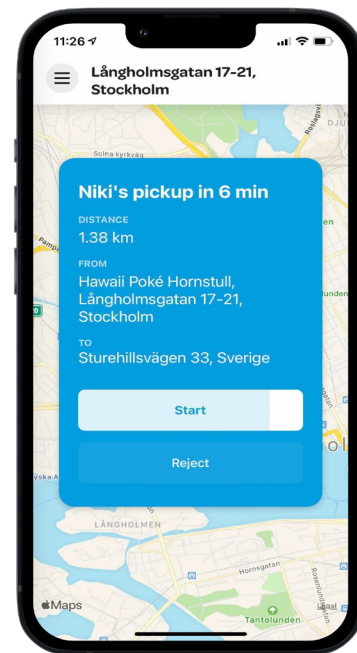 11:26
Långholmsgatan 17-21,
Stockholm
Solna kyrkväg
Niki's pickup in 6 min
DISTANCE
1.38 km
FROM
Hawaii Poké Hornstull,
Långholmsgatan 17-21,
Stockholm
TO
Sturehillsvägen 33, Sverige
Start
Reject
LÅNGHOLMEN
Hornsgatan
Maps
Tantolunden
Legal